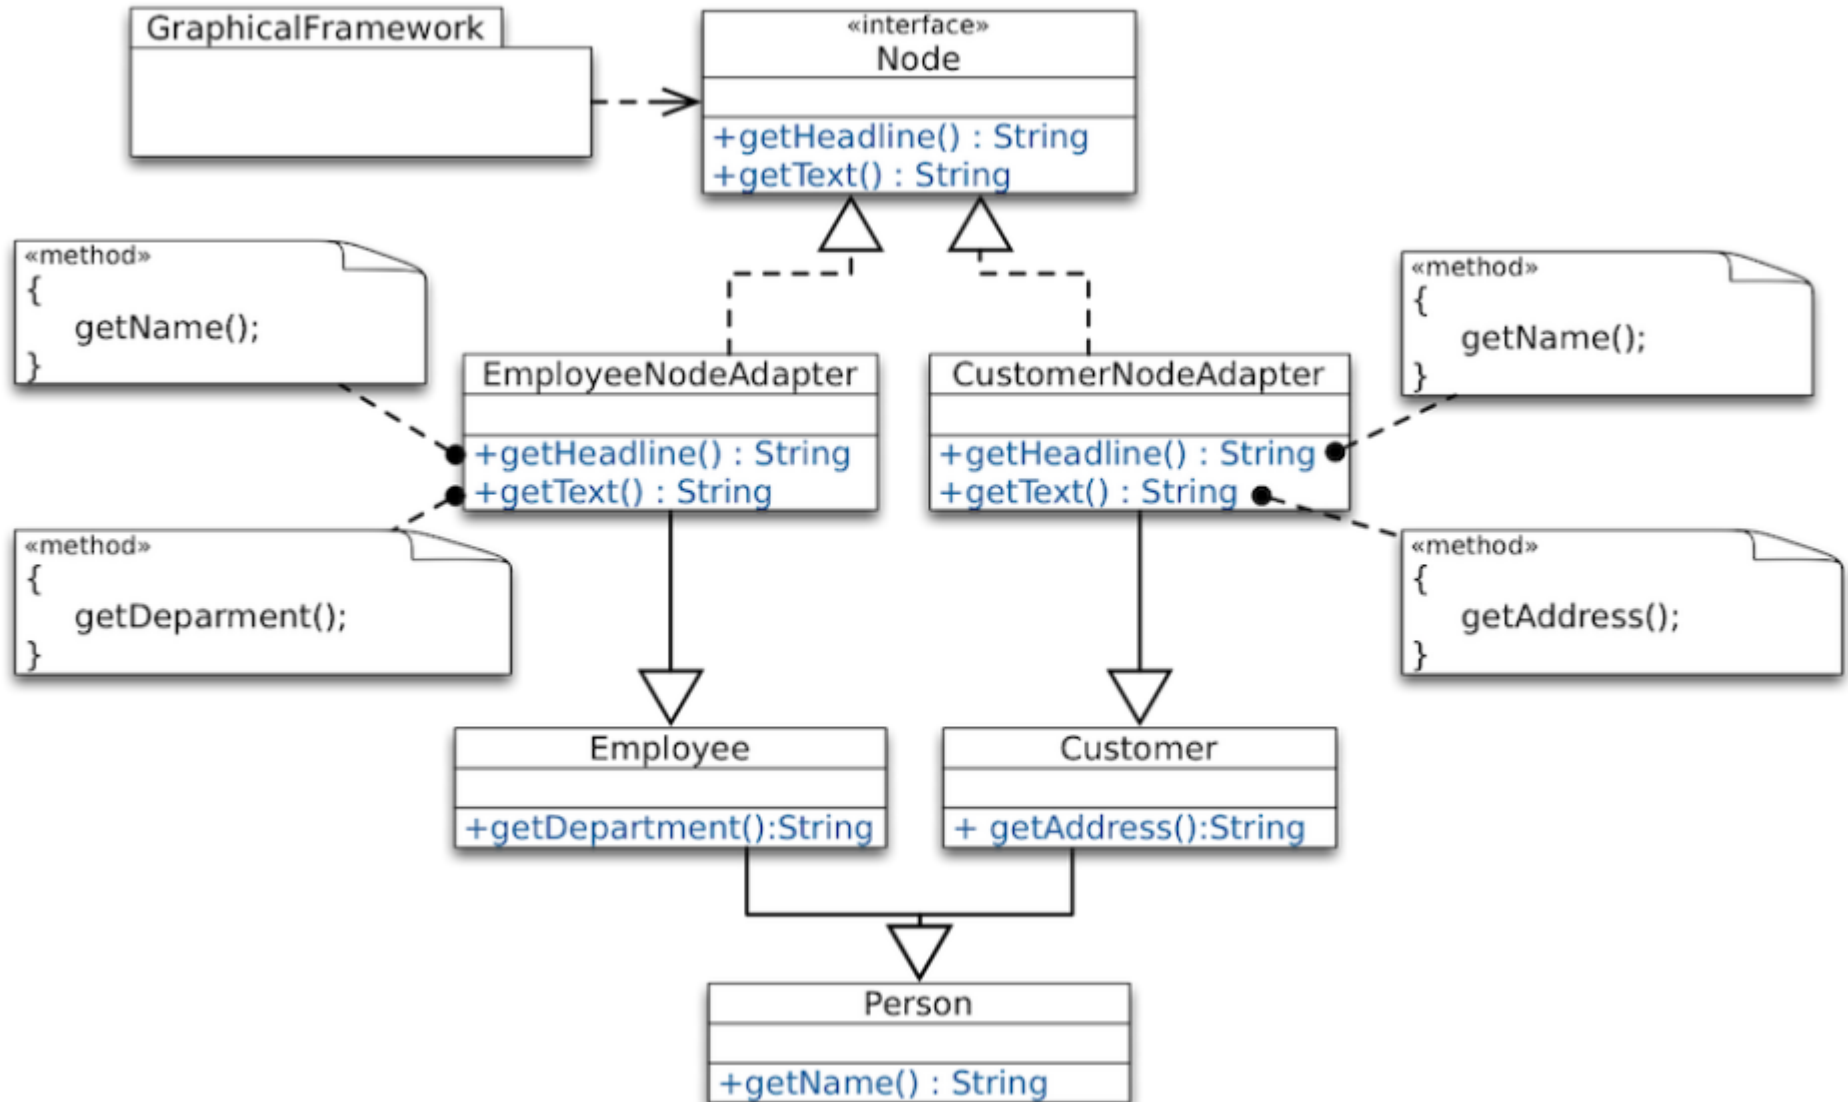 GraphicalFramework
«interface»
Node
+getHeadline() : String
+getText() : String
«method»
{
getName();
}
«method»
{
getName();
}
EmployeeNodeAdapter
+getHeadline() : String
+getText() : String
CustomerNodeAdapter
+getHeadline() : String
+getText() : String
«method»
{
getDeparment();
}
«method»
{
getAddress();
}
Employee
+getDepartment():String
Customer
+ getAddress():String
Person
+getName() : String